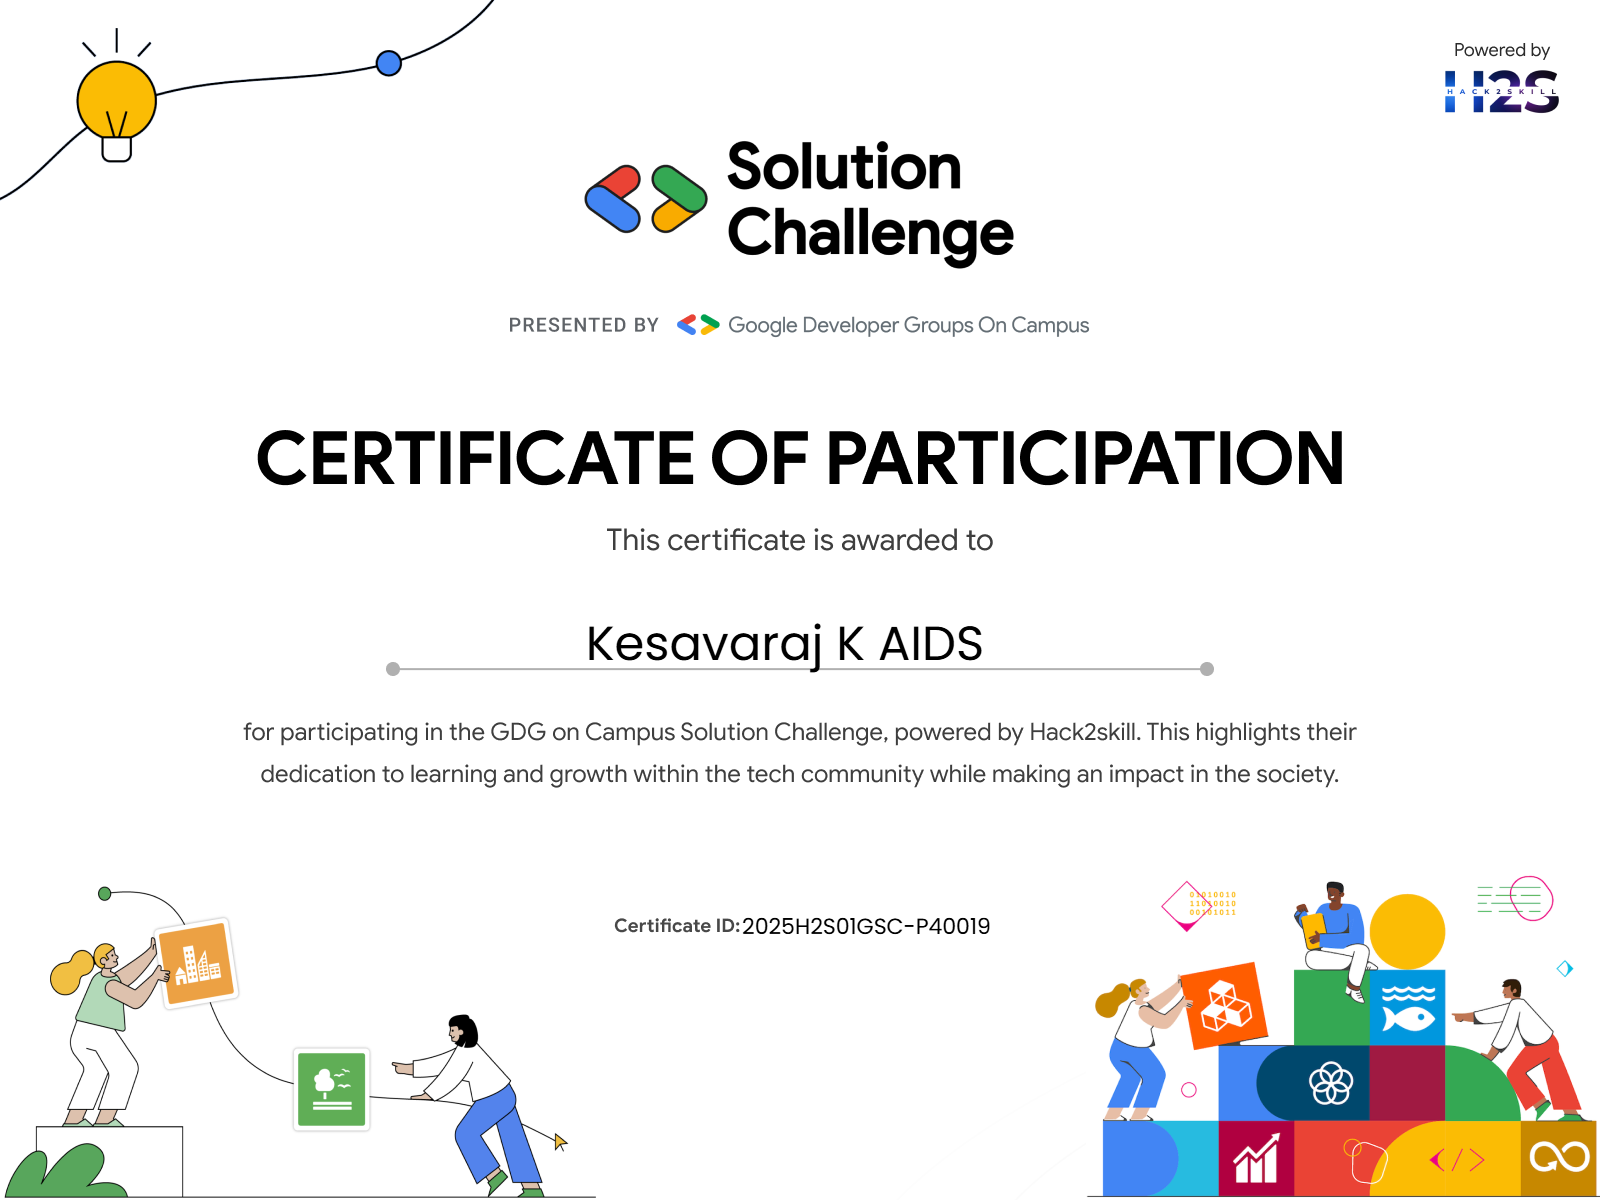 Powered by
H2S
HACK2SKILL
Solution
Challenge
PRESENTED BY Google Developer Groups On Campus
CERTIFICATE OF PARTICIPATION
This certificate is awarded to
Kesavaraj K AIDS
for participating in the GDG on Campus Solution Challenge, powered by Hack2skill. This highlights their
dedication to learning and growth within the tech community while making an impact in the society.
Certificate ID: 2025H2S01GSC-P40019
01010010
11010010
00101011